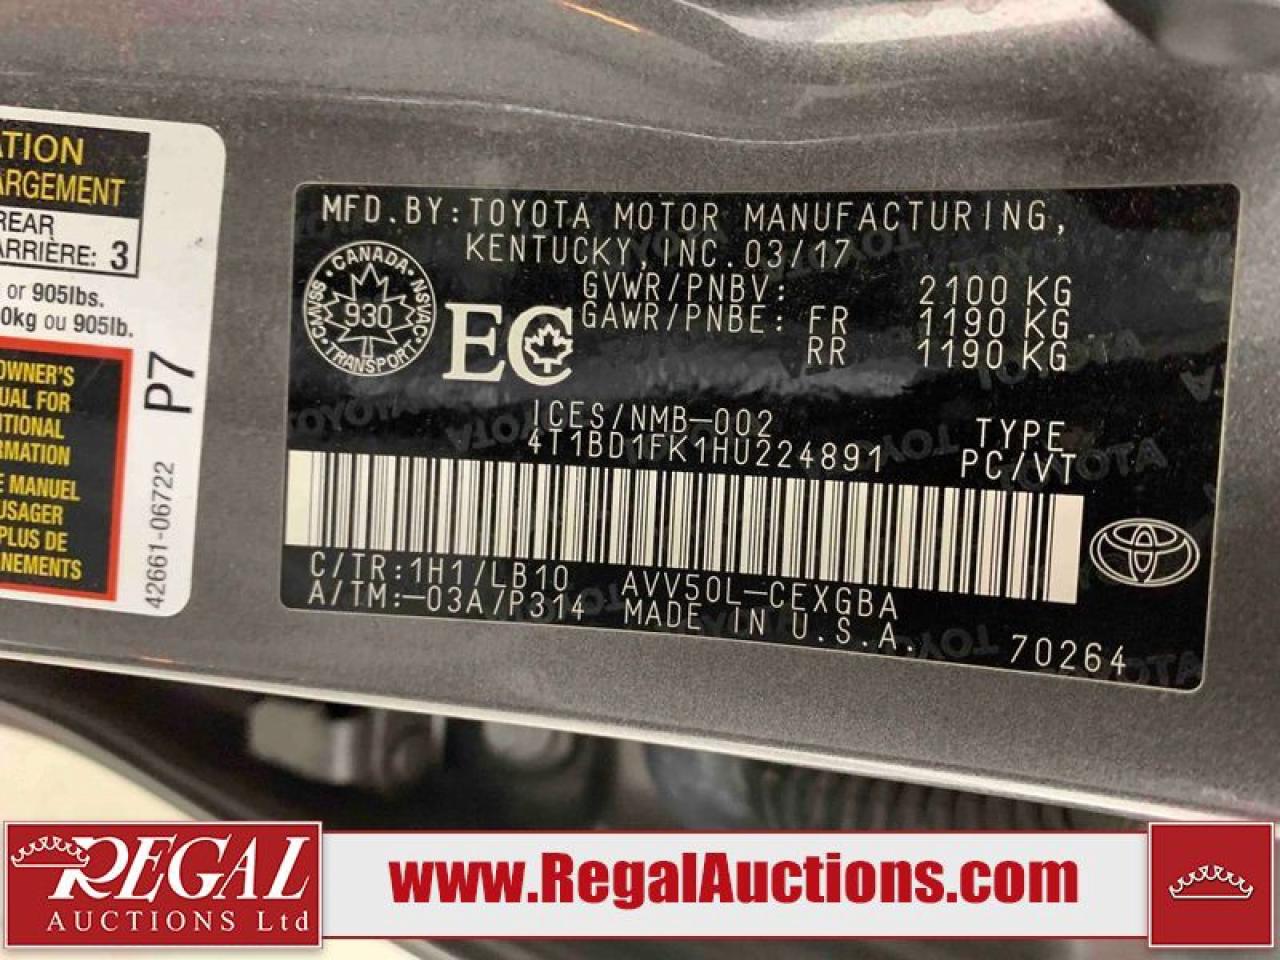 ATION
ARGEMENT
REAR
ARRIÈRE: 3
or 905lbs.
0kg ou 905lb.
OWNER'S
UAL FOR
ITIONAL
RMATION
E MANUEL
USAGER
PLUS DE
NEMENTS
P7
42661-06722
MFD.BY:TOYOTA MOTOR MANUFACTURING,
KENTUCKY,INC.03/17
GVWR/PNBV: 2100 KG
GAWR/PNBE: FR 1190 KG
RR 1190 KG
CANADA
CMVSS 930 NSVAC
TRANSPORT
EC
ICES/NMB-002
4T1BD1FK1HU224891
TYPE
PC/VT
C/TR:1H1/LB10 AVV50L-CEXGBA
A/TM:-03A/P314 MADE IN U.S.A.
70264
REGAL
AUCTIONS Ltd
www.RegalAuctions.com